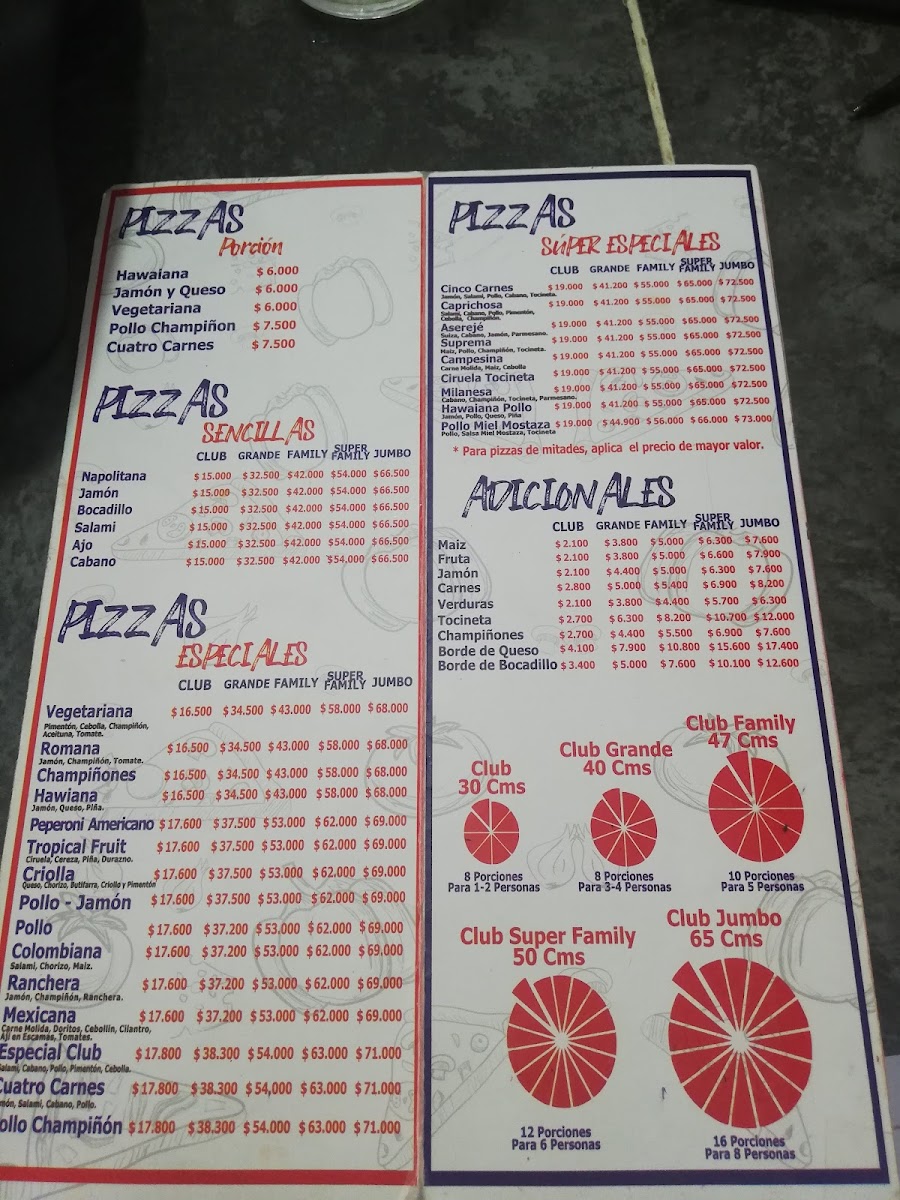 PIZZAS
Porción
Hawaiana $ 6.000
Jamón y Queso $ 6.000
Vegetariana $ 6.000
Pollo Champiñon $ 7.500
Cuatro Carnes $ 7.500
PIZZAS
SENCILLAS
CLUB GRANDE FAMILY SUPER FAMILY JUMBO
Napolitana $ 15.000 $ 32.500 $ 42.000 $ 54.000 $ 66.500
Jamón $ 15.000 $ 32.500 $ 42.000 $ 54.000 $ 66.500
Bocadillo $ 15.000 $ 32.500 $ 42.000 $ 54.000 $ 66.500
Salami $ 15.000 $ 32.500 $ 42.000 $ 54.000 $ 66.500
Ajo $ 15.000 $ 32.500 $ 42.000 $ 54.000 $ 66.500
Cabano $ 15.000 $ 32.500 $ 42.000 $ 54.000 $ 66.500
PIZZAS
ESPECIALES
CLUB GRANDE FAMILY SUPER FAMILY JUMBO
Vegetariana $ 16.500 $ 34.500 $ 43.000 $ 58.000 $ 68.000
Pimentón, Cebolla, Champiñón,
Aceituna, Tomate.
Romana $ 16.500 $ 34.500 $ 43.000 $ 58.000 $ 68.000
Jamón, Champiñón, Tomate.
Champiñones $ 16.500 $ 34.500 $ 43.000 $ 58.000 $ 68.000
Hawiana $ 16.500 $ 34.500 $ 43.000 $ 58.000 $ 68.000
Jamón, Queso, Piña.
Peperoni Americano $ 17.600 $ 37.500 $ 53.000 $ 62.000 $ 69.000
Tropical Fruit $ 17.600 $ 37.500 $ 53.000 $ 62.000 $ 69.000
Ciruela, Cereza, Piña, Durazno.
Criolla $ 17.600 $ 37.500 $ 53.000 $ 62.000 $ 69.000
Queso, Chorizo, Butifarra, Criollo y Pimentón
Pollo - Jamón $ 17.600 $ 37.500 $ 53.000 $ 62.000 $ 69.000
Pollo $ 17.600 $ 37.200 $ 53.000 $ 62.000 $ 69.000
Colombiana $ 17.600 $ 37.200 $ 53.000 $ 62.000 $ 69.000
Salami, Chorizo, Maiz.
Ranchera $ 17.600 $ 37.200 $ 53.000 $ 62.000 $ 69.000
Jamón, Champiñón, Ranchera.
Mexicana $ 17.600 $ 37.200 $ 53.000 $ 62.000 $ 69.000
Carne Molida, Doritos, Cebollin, Cilantro,
Aji en Escamas, Tomates.
Especial Club $ 17.800 $ 38.300 $ 54.000 $ 63.000 $ 71.000
Salami, Cabano, Pollo, Pimentón, Cebolla.
Cuatro Carnes $ 17.800 $ 38.300 $ 54,000 $ 63.000 $ 71.000
món, Salami, Cabano, Pollo.
ollo Champiñón $ 17.800 $ 38.300 $ 54.000 $ 63.000 $ 71.000
PIZZAS
SÚPER ESPECIALES
CLUB GRANDE FAMILY SUPER FAMILY JUMBO
Cinco Carnes $ 19.000 $ 41.200 $ 55.000 $ 65.000 $ 72.500
Jamón, Salami, Pollo, Cabano, Tocineta.
Caprichosa $ 19.000 $ 41.200 $ 55.000 $ 65.000 $ 72.500
Salami, Cabano, Pollo, Pimentón,
Cebolla, Champiñón.
Aserejé $ 19.000 $ 41.200 $ 55.000 $65.000 $72.500
Suiza, Cabano, Jamón, Parmesano.
Suprema $ 19.000 $ 41.200 $ 55.000 $65.000 $72.500
Maiz, Pollo, Champiñón, Tocineta.
Campesina $ 19.000 $ 41.200 $ 55.000 $65.000 $72.500
Carne Molida, Maiz, Cebolla
Ciruela Tocineta $ 19.000 $ 41.200 $ 55.000 $65.000 $72.500
Milanesa $ 19.000 $ 41.200 $ 55.000 $65.000 $72.500
Cabano, Champiñón, Tocineta, Parmesano.
Hawaiana Pollo $ 19.000 $ 41.200 $ 55.000 $65.000 $ 72.500
Jamón, Pollo, Queso, Piña
Pollo Miel Mostaza $ 19.000 $ 44.900 $ 56.000 $ 66.000 $ 73.000
Pollo, Salsa Miel Mostaza, Tocineta
* Para pizzas de mitades, aplica el precio de mayor valor.
ADICIONALES
CLUB GRANDE FAMILY SUPER FAMILY JUMBO
Maiz $ 2.100 $ 3.800 $ 5.000 $ 6.300 $ 7.600
Fruta $ 2.100 $ 3.800 $ 5.000 $ 6.600 $ 7.900
Jamón $ 2.100 $ 4.400 $ 5.000 $ 6.300 $ 7.600
Carnes $ 2.800 $ 5.000 $ 5.400 $ 6.900 $ 8.200
Verduras $ 2.100 $ 3.800 $ 4.400 $ 5.700 $ 6.300
Tocineta $ 2.700 $ 6.300 $ 8.200 $ 10.700 $ 12.000
Champiñones $ 2.700 $ 4.400 $ 5.500 $ 6.900 $ 7.600
Borde de Queso $ 4.100 $ 7.900 $ 10.800 $ 15.600 $ 17.400
Borde de Bocadillo $ 3.400 $ 5.000 $ 7.600 $ 10.100 $ 12.600
Club
30 Cms
8 Porciones
Para 1-2 Personas
Club Grande
40 Cms
8 Porciones
Para 3-4 Personas
Club Family
47 Cms
10 Porciones
Para 5 Personas
Club Super Family
50 Cms
12 Porciones
Para 6 Personas
Club Jumbo
65 Cms
16 Porciones
Para 8 Personas